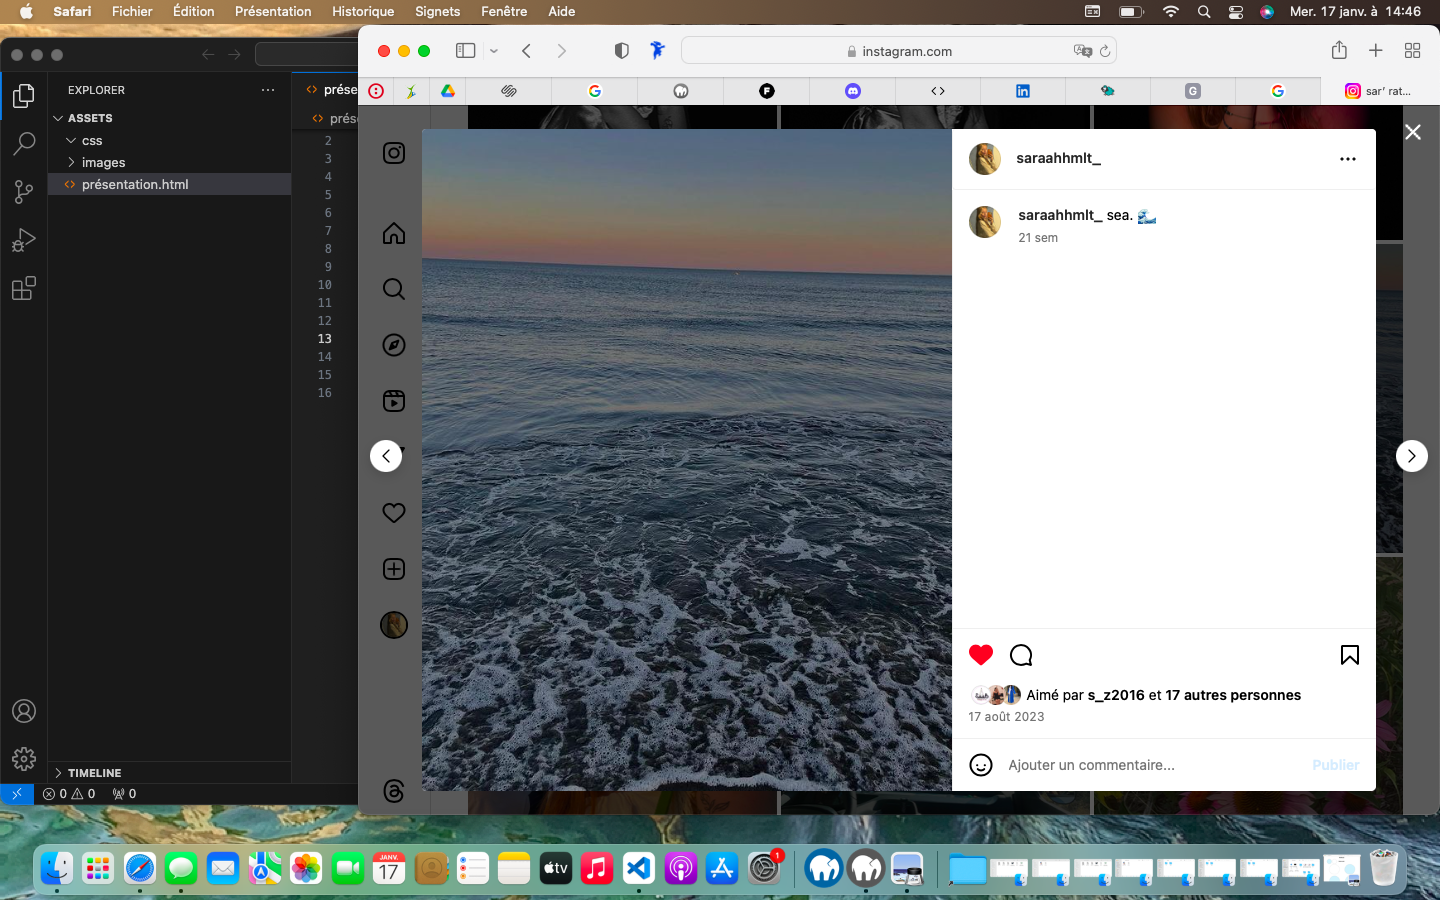 Safari Fichier Édition Présentation Historique Signets Fenêtre Aide Mer. 17 janv. à 14:46
instagram.com
G
sar' rat...
EXPLORER
ASSETS
css
images
présentation.html
prése
prés
2
3
4
5
6
7
8
9
10
11
12
13
14
15
16
TIMELINE
0 0 0
saraahhmlt_
saraahhmlt_ sea. 🌊
21 sem
Aimé par s_z2016 et 17 autres personnes
17 août 2023
Ajouter un commentaire... Publier
JANV.
17
tv
1